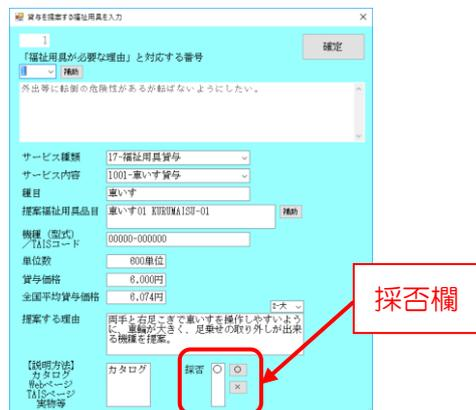 貸与を提案する福祉用具を入力
×
1
確定
「福祉用具が必要な理由」と対応する番号
補助
外出等に転倒の危険性があるが転ばないようにしたい。
サービス種類 17-福祉用具貸与
サービス内容 1001-車いす貸与
種目 車いす
提案福祉用具品目 車いす01 KURUMAISU-01 補助
機種（型式）
／TAISコード 00000-000000
単位数 600単位
貸与価格 6,000円
全国平均貸与価格 6,074円
2-大
提案する理由 両手と右足こぎで車いすを操作しやすいよう
に、車輪が大きく、足乗せの取り外しが出来
る機種を提案。
【説明方法】
カタログ
Webページ
TAISページ
実物等
カタログ
採否 ○ ○
×
採否欄